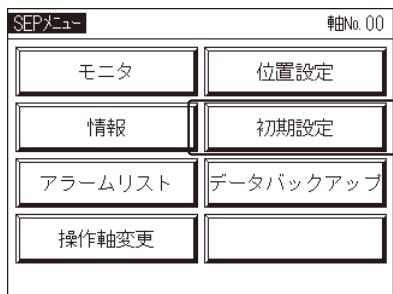 SEPメニュー 軸No. 00
モニタ 位置設定
情報 初期設定
アラームリスト データバックアップ
操作軸変更